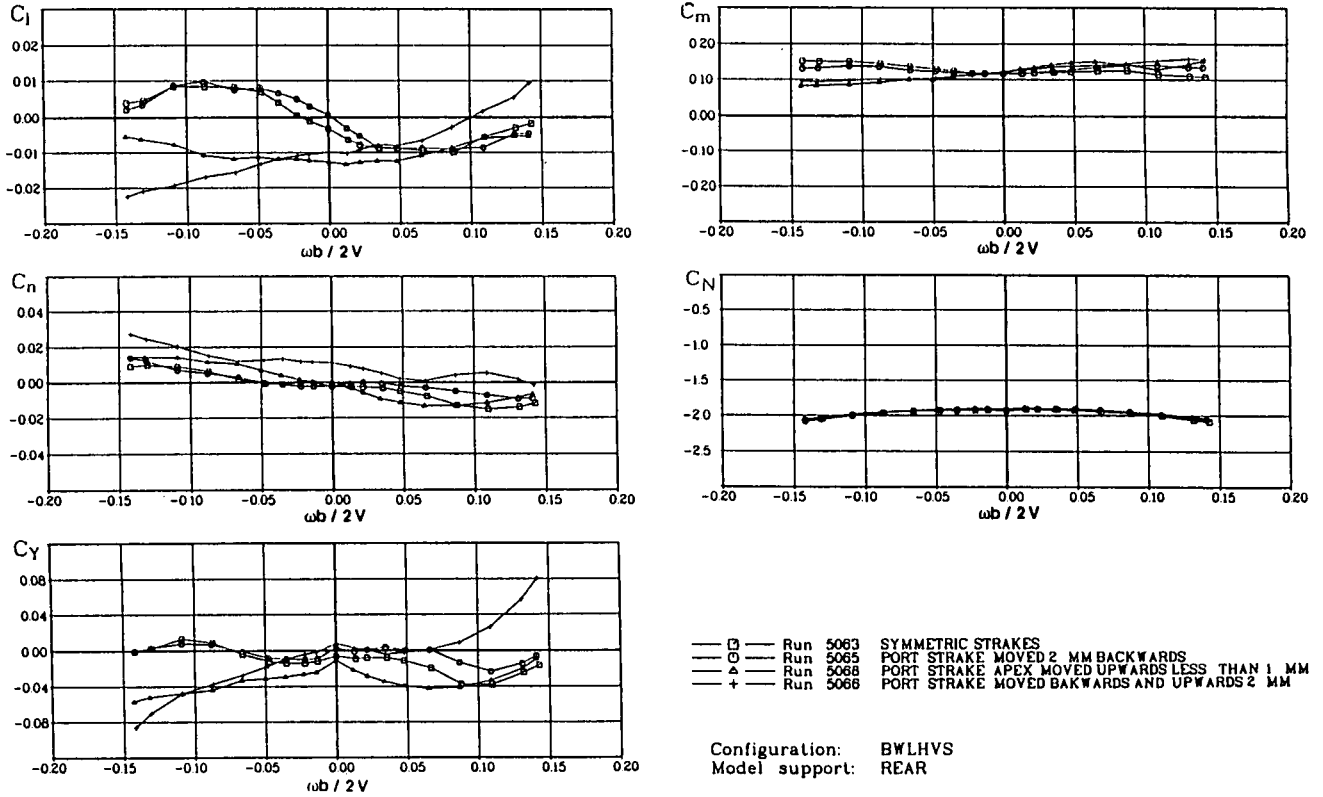 C_l
0.02
0.01
0.00
-0.01
-0.02
-0.20 -0.15 -0.10 -0.05 0.00 0.05 0.10 0.15 0.20
ωb / 2V
C_m
0.20
0.10
0.00
-0.10
-0.20
-0.20 -0.15 -0.10 -0.05 0.00 0.05 0.10 0.15 0.20
ωb / 2V
C_n
0.04
0.02
0.00
-0.02
-0.04
-0.20 -0.15 -0.10 -0.05 0.00 0.05 0.10 0.15 0.20
ωb / 2V
C_N
-0.5
-1.0
-1.5
-2.0
-2.5
-0.20 -0.15 -0.10 -0.05 0.00 0.05 0.10 0.15 0.20
ωb / 2V
C_Y
0.08
0.04
0.00
-0.04
-0.08
-0.20 -0.15 -0.10 -0.05 0.00 0.05 0.10 0.15 0.20
ωb / 2V
Run 5063 SYMMETRIC STRAKES
Run 5065 PORT STRAKE MOVED 2 MM BACKWARDS
Run 5068 PORT STRAKE APEX MOVED UPWARDS LESS THAN 1 MM
Run 5066 PORT STRAKE MOVED BAKWARDS AND UPWARDS 2 MM
Configuration: BWLHVS
Model support: REAR